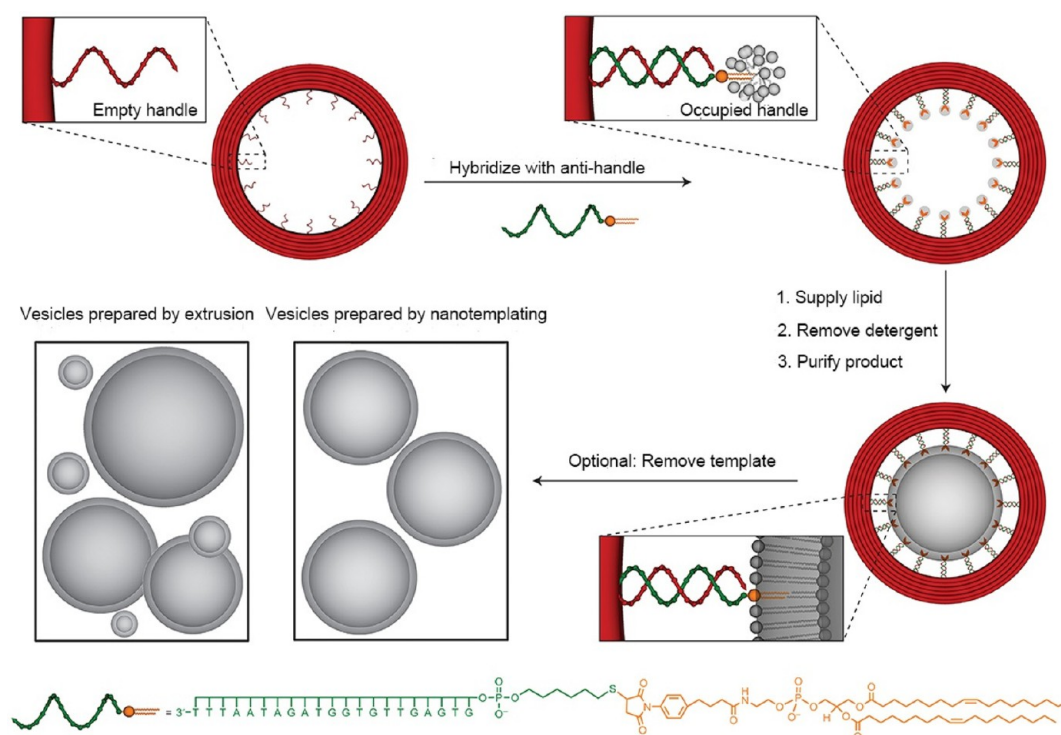 Empty handle
Occupied handle
Hybridize with anti-handle
1. Supply lipid
2. Remove detergent
3. Purify product
Vesicles prepared by extrusion
Vesicles prepared by nanotemplating
Optional: Remove template
= 3'-TTTAATAGATGGTGTTGAGTG
O
O P O
O⁻
S
O
N
O
O
H
N
O
O P O
O⁻
O
O
H
O
O